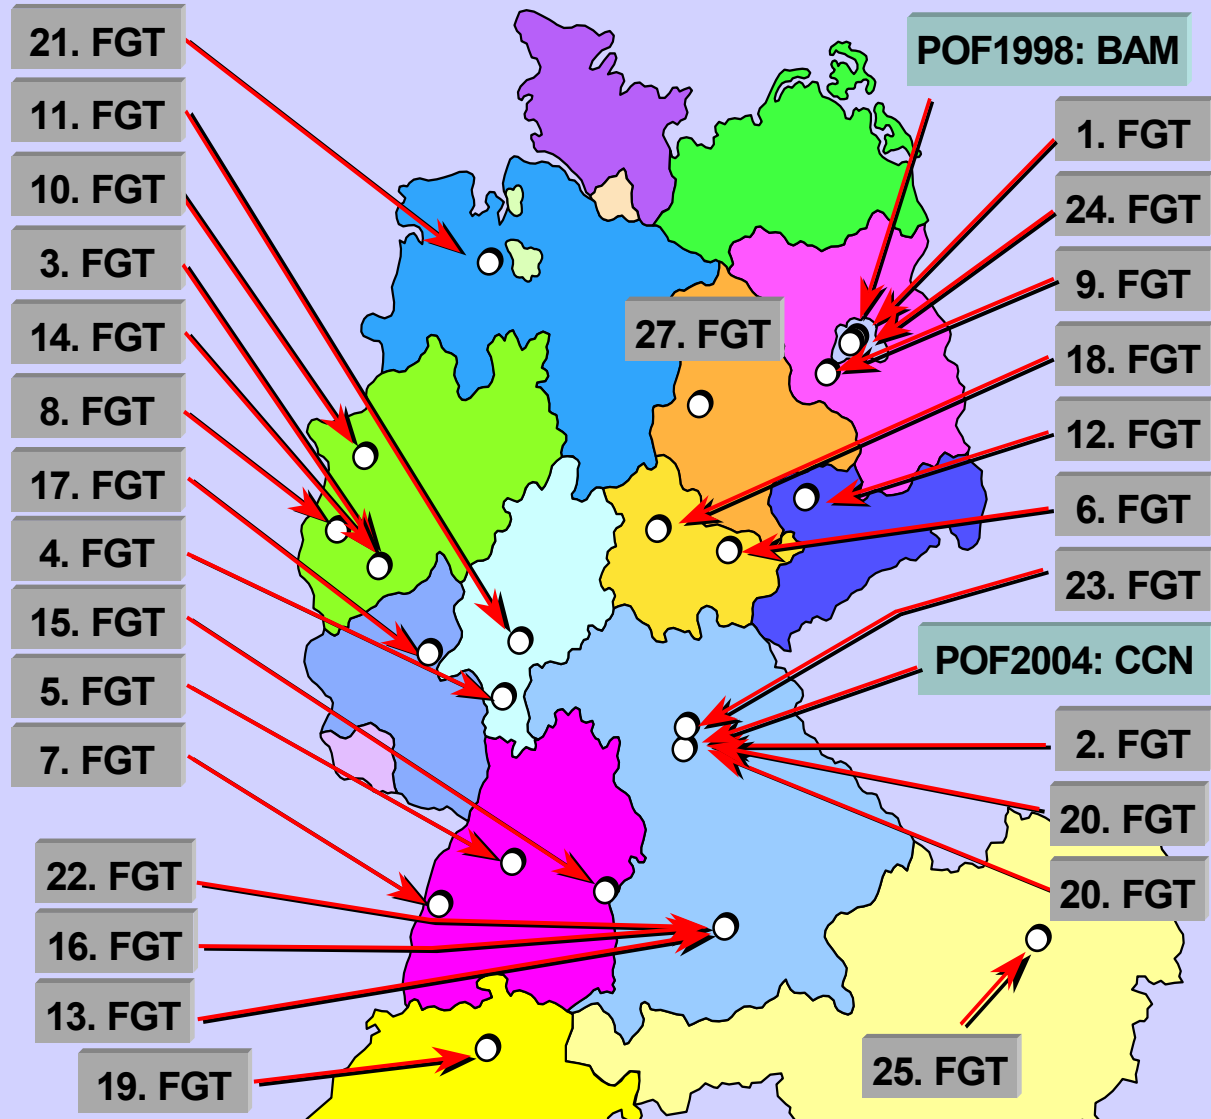 21. FGT
11. FGT
10. FGT
3. FGT
14. FGT
8. FGT
17. FGT
4. FGT
15. FGT
5. FGT
7. FGT
22. FGT
16. FGT
13. FGT
19. FGT
27. FGT
POF1998: BAM
1. FGT
24. FGT
9. FGT
18. FGT
12. FGT
6. FGT
23. FGT
POF2004: CCN
2. FGT
20. FGT
20. FGT
25. FGT